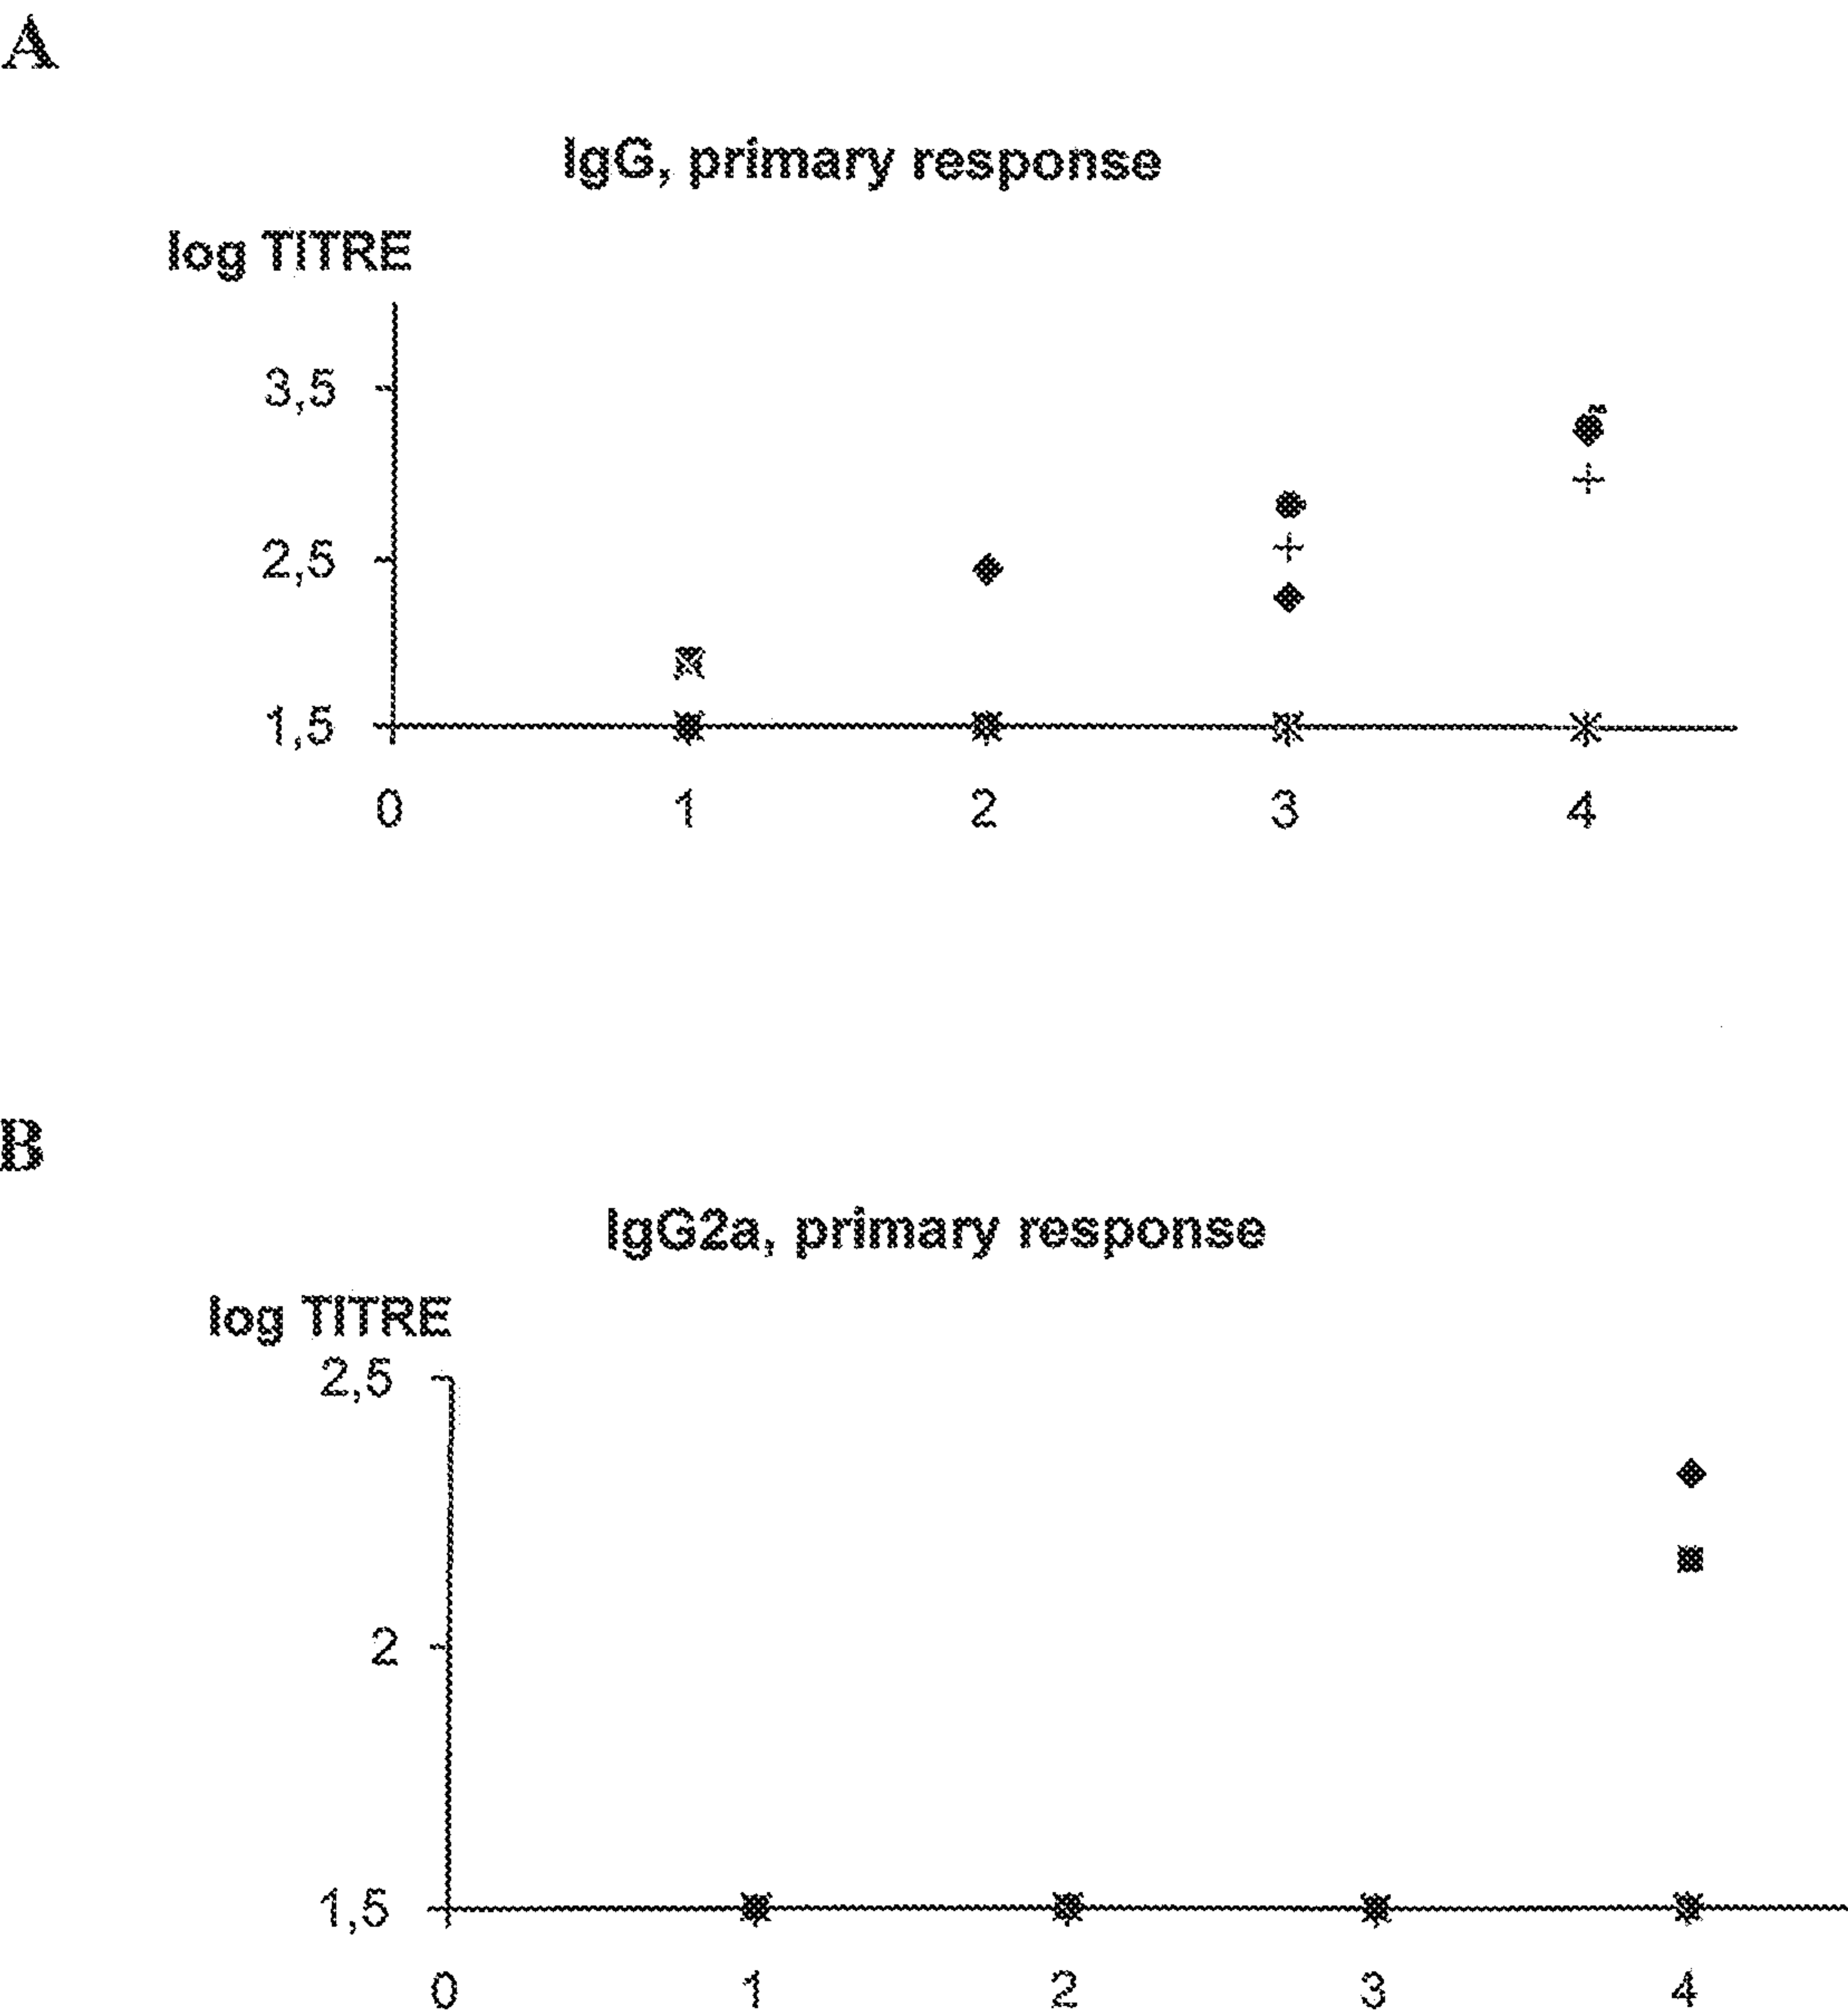 A
IgG, primary response
log TITRE
3,5
2,5
1,5
0 1 2 3 4
B
IgG2a, primary response
log TITRE
2,5
2
1,5
0 1 2 3 4